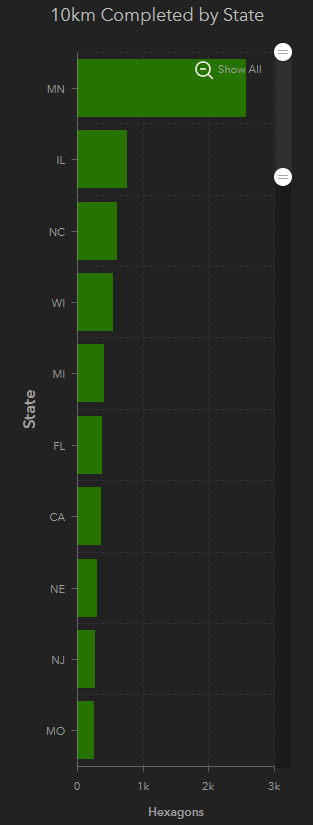 10km Completed by State
Show All
MN
IL
NC
WI
MI
FL
CA
NE
NJ
MO
State
0 1k 2k 3k
Hexagons